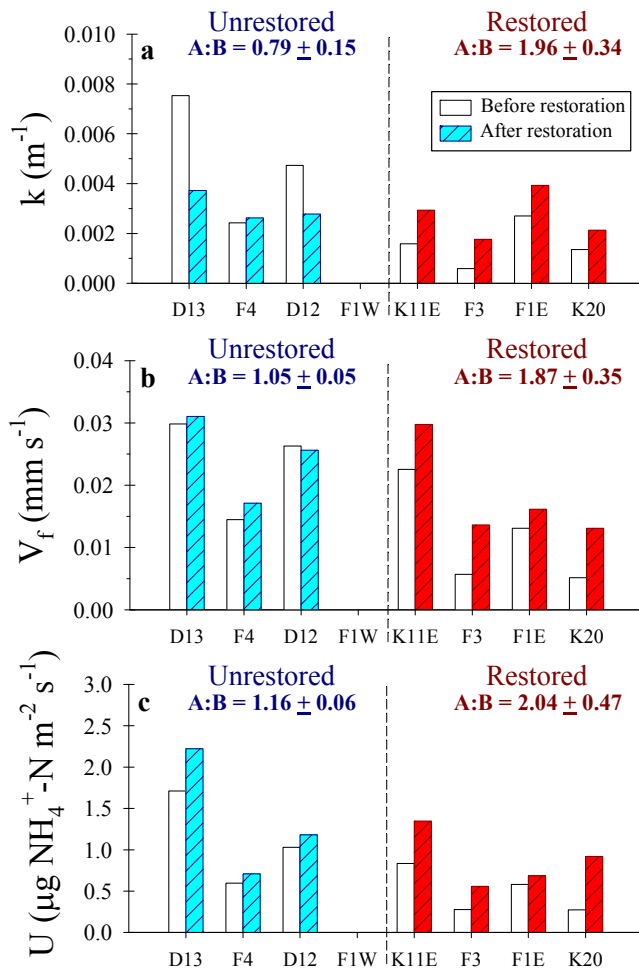 Unrestored
A:B = 0.79 ± 0.15
Restored
A:B = 1.96 ± 0.34
a
0.010
0.008
0.006
0.004
0.002
0.000
k (m⁻¹)
Before restoration
After restoration
D13 F4 D12 F1W K11E F3 F1E K20
Unrestored
A:B = 1.05 ± 0.05
Restored
A:B = 1.87 ± 0.35
b
0.04
0.03
0.02
0.01
0.00
V_f (mm s⁻¹)
D13 F4 D12 F1W K11E F3 F1E K20
Unrestored
A:B = 1.16 ± 0.06
Restored
A:B = 2.04 ± 0.47
c
3.0
2.5
2.0
1.5
1.0
0.5
0.0
U (µg NH₄⁺-N m⁻² s⁻¹)
D13 F4 D12 F1W K11E F3 F1E K20